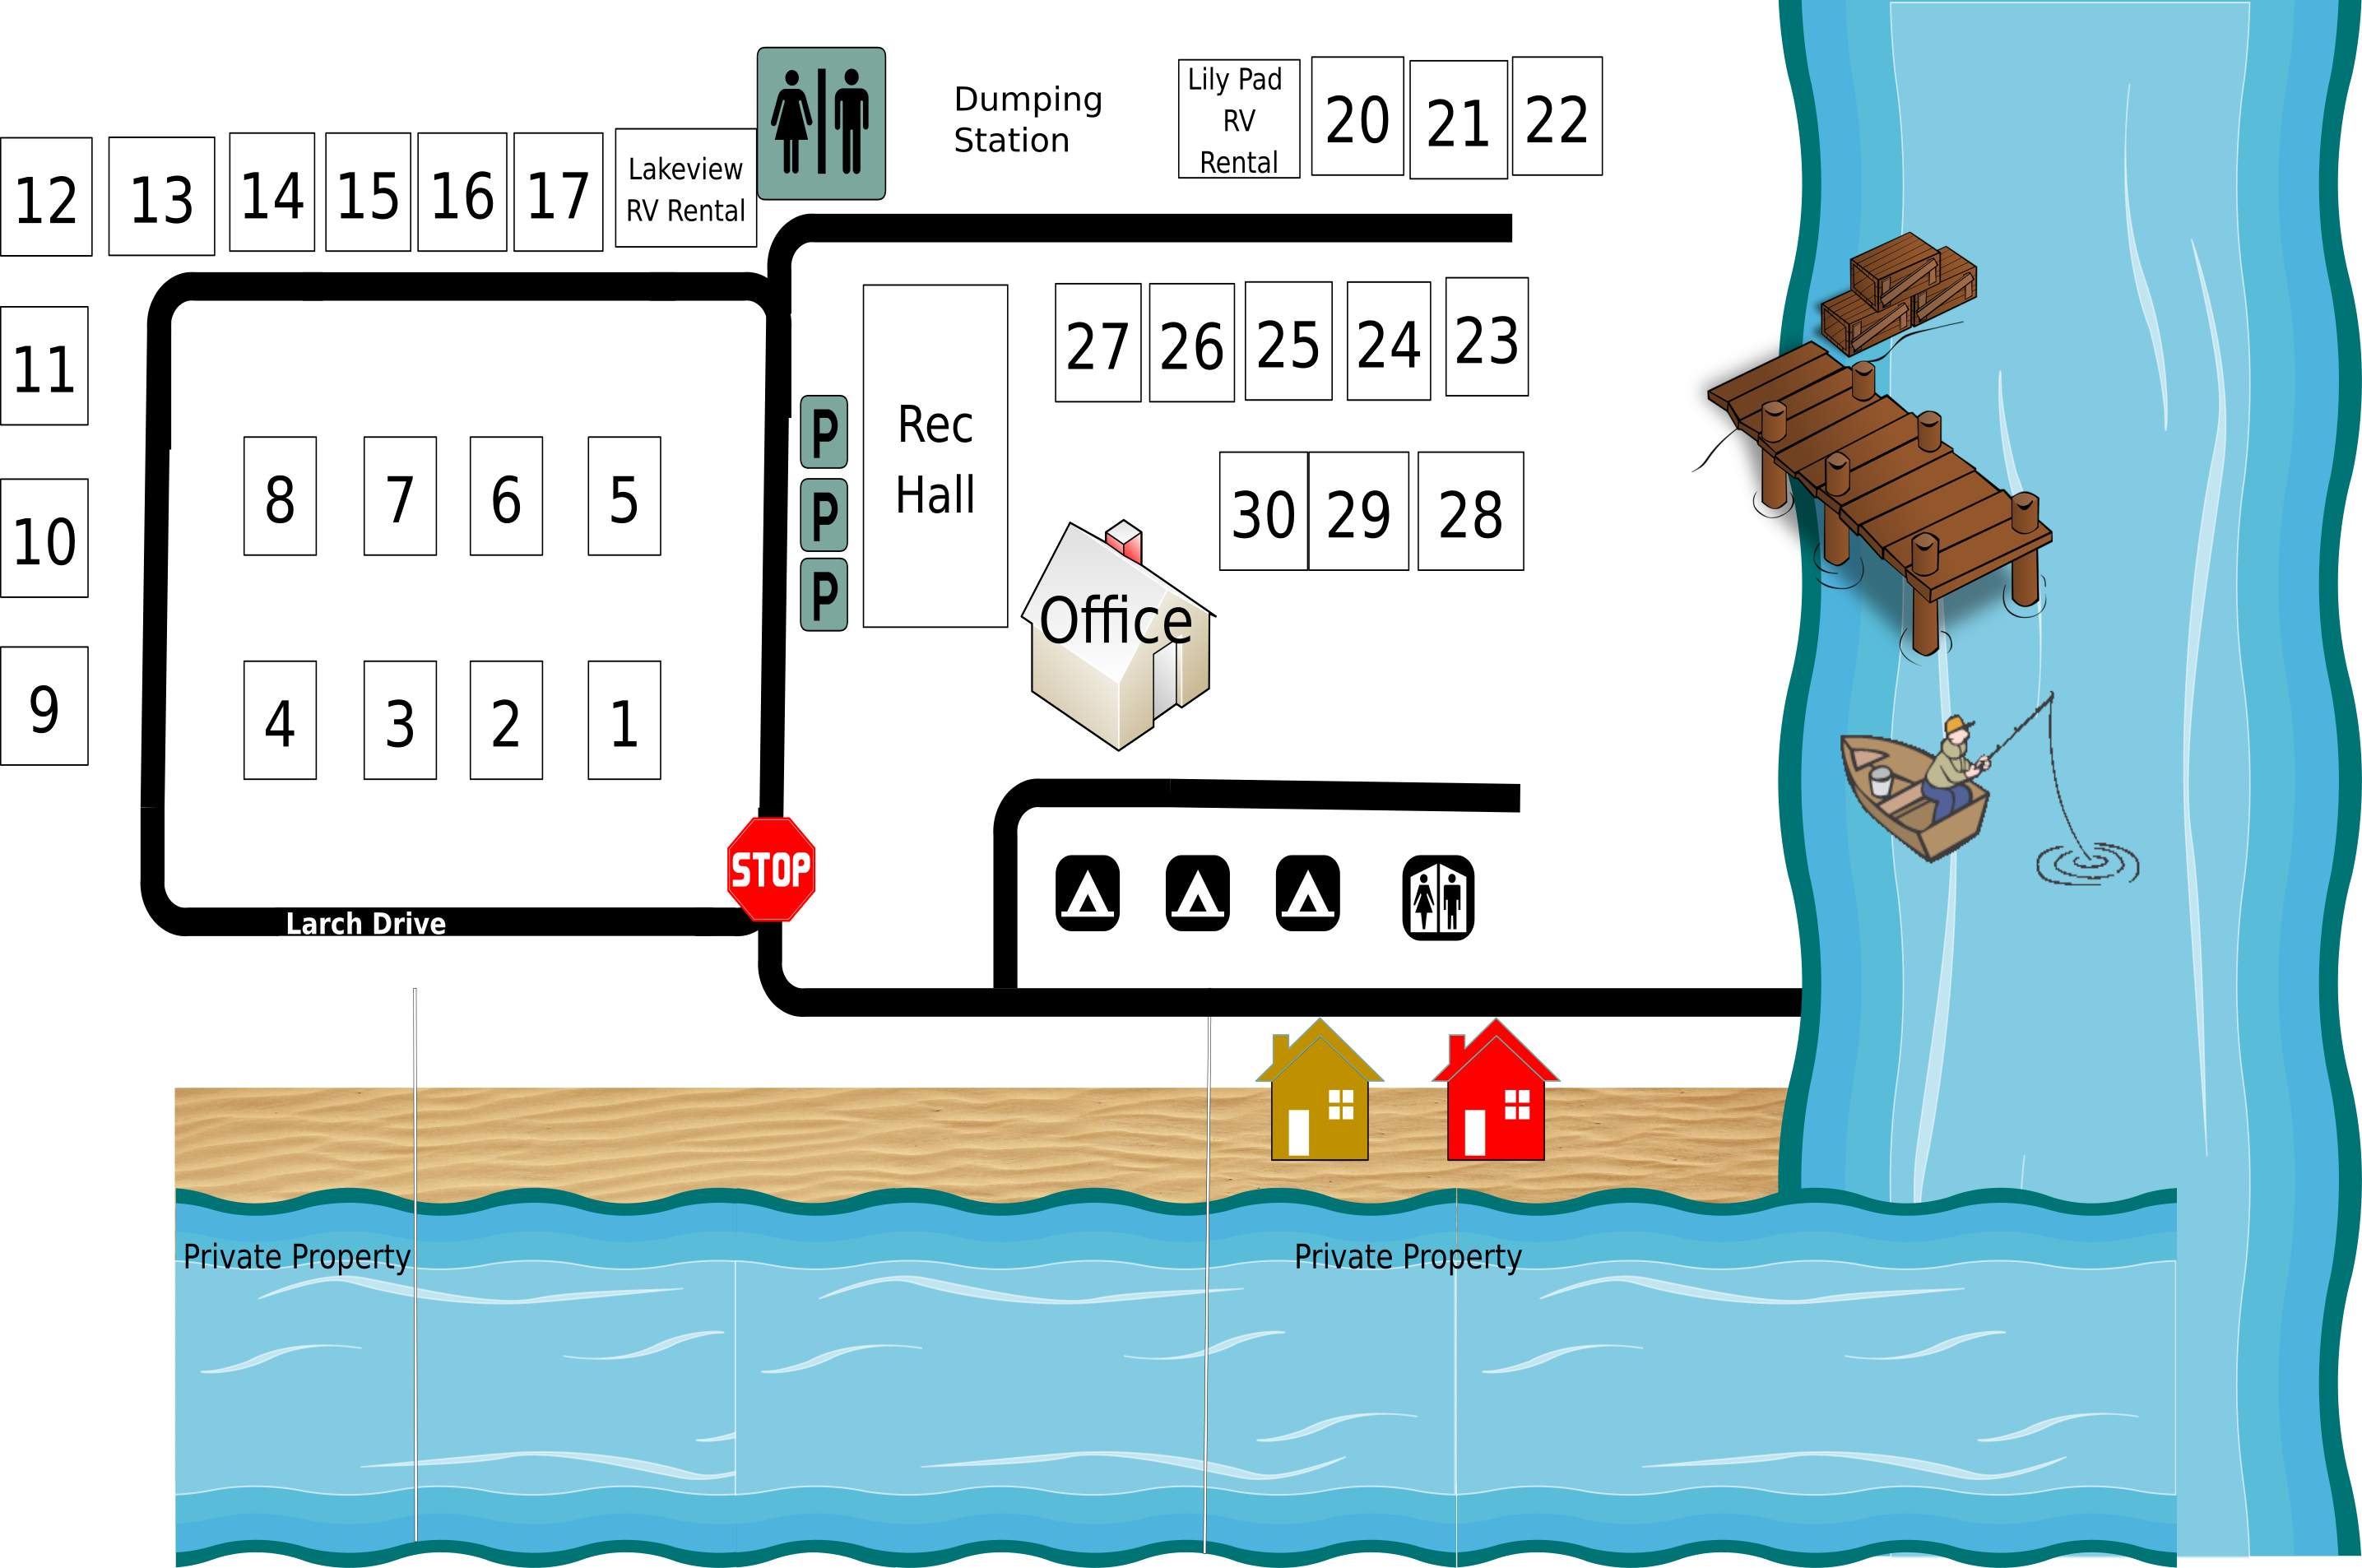 Dumping
Station
Lily Pad
RV
Rental
20
21
22
12
13
14
15
16
17
Lakeview
RV Rental
11
27
26
25
24
23
P
Rec
Hall
8
7
6
5
30
29
28
10
P
P
Office
9
4
3
2
1
STOP
Larch Drive
Private Property
Private Property